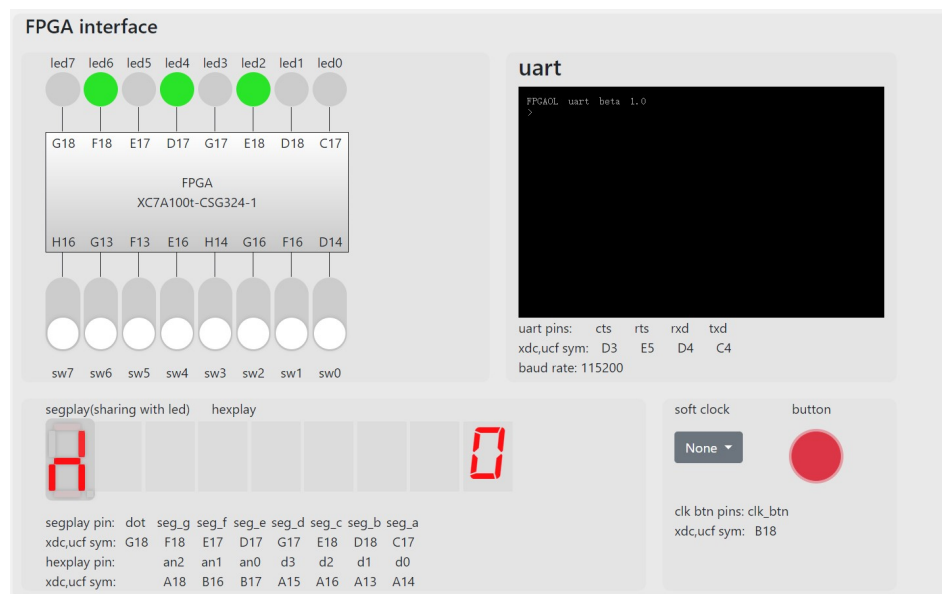 FPGA interface
led7 led6 led5 led4 led3 led2 led1 led0
G18 F18 E17 D17 G17 E18 D18 C17
FPGA
XC7A100t-CSG324-1
H16 G13 F13 E16 H14 G16 F16 D14
sw7 sw6 sw5 sw4 sw3 sw2 sw1 sw0
uart
FPGAOL uart beta 1.0
>
uart pins: cts rts rxd txd
xdc,ucf sym: D3 E5 D4 C4
baud rate: 115200
segplay(sharing with led) hexplay
0
segplay pin: dot seg_g seg_f seg_e seg_d seg_c seg_b seg_a
xdc,ucf sym: G18 F18 E17 D17 G17 E18 D18 C17
hexplay pin: an2 an1 an0 d3 d2 d1 d0
xdc,ucf sym: A18 B16 B17 A15 A16 A13 A14
soft clock button
None
clk btn pins: clk_btn
xdc,ucf sym: B18